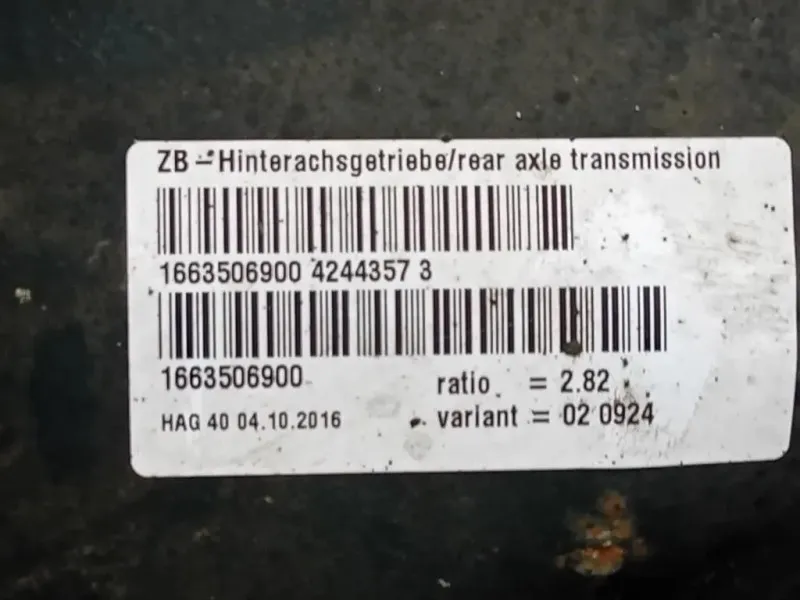 ZB - Hinterachsgetriebe/rear axle transmission
1663506900 4244357 3
1663506900
ratio = 2.82
HAG 40 04.10.2016
variant = 02 0924